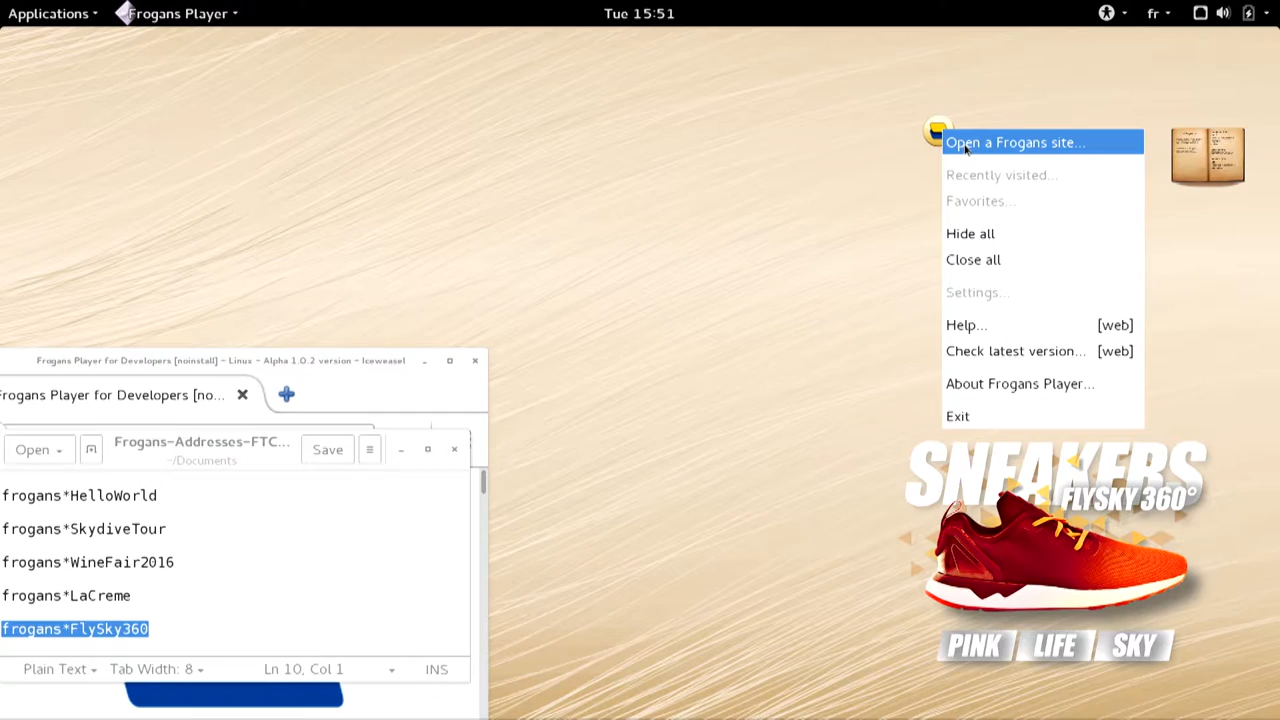 Applications
Frogans Player
Tue 15:51
fr
Open a Frogans site...
Recently visited...
Favorites...
Hide all
Close all
Settings...
Help... [web]
Check latest version... [web]
About Frogans Player...
Exit
SNEAKERS
FLYSKY 360°
PINK LIFE SKY
Frogans Player for Developers [noinstall] - Linux - Alpha 1.0.2 version - Iceweasel
Frogans Player for Developers [no...
Open
Frogans-Addresses-FTC...
~/Documents
Save
frogans*HelloWorld
frogans*SkydiveTour
frogans*WineFair2016
frogans*LaCreme
frogans*FlySky360
Plain Text Tab Width: 8 Ln 10, Col 1 INS